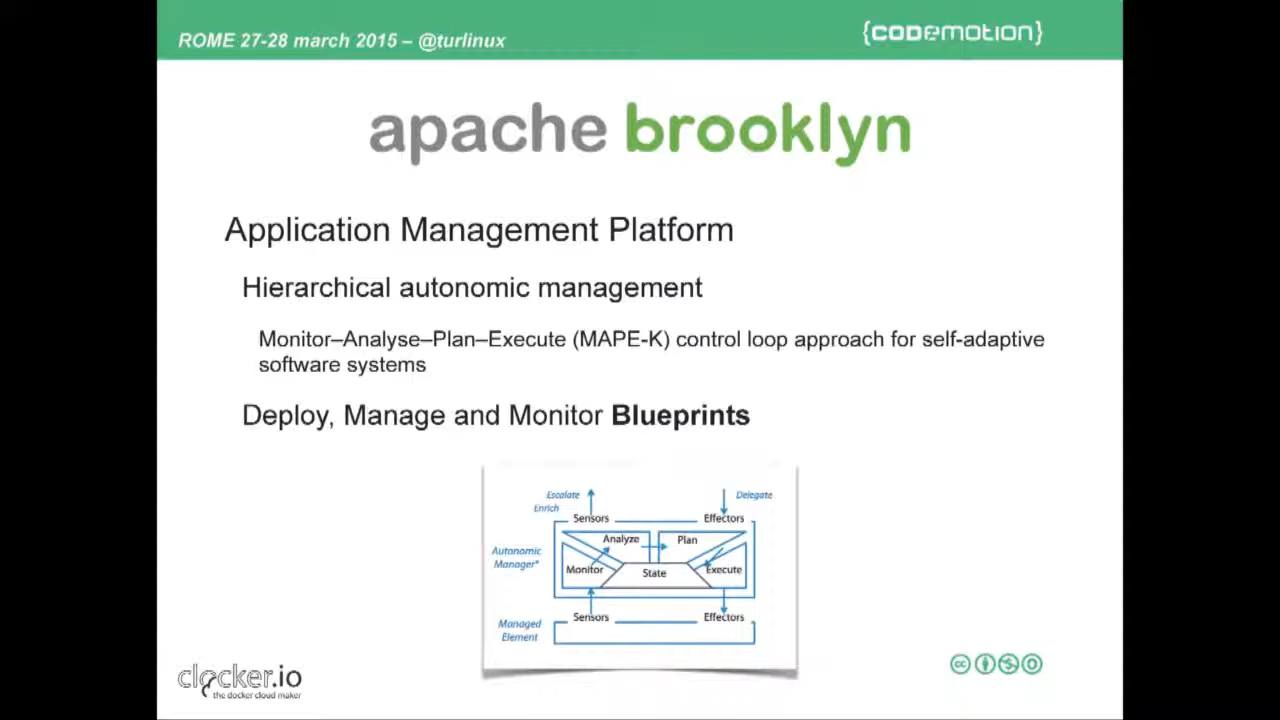 ROME 27-28 march 2015 – @turlinux
{CODEMOTION}
apache brooklyn
Application Management Platform
Hierarchical autonomic management
Monitor–Analyse–Plan–Execute (MAPE-K) control loop approach for self-adaptive
software systems
Deploy, Manage and Monitor Blueprints
Escalate
Delegate
Enrich
Sensors
Effectors
Analyze
Plan
Autonomic
Manager*
Monitor
State
Execute
Sensors
Effectors
Managed
Element
clocker.io
the docker cloud maker
cc